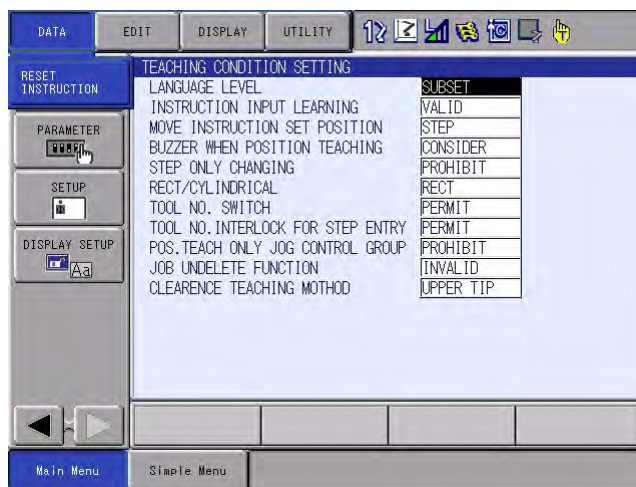 DATA EDIT DISPLAY UTILITY
RESET
INSTRUCTION
PARAMETER
SETUP
DISPLAY SETUP
Aa
TEACHING CONDITION SETTING
LANGUAGE LEVEL SUBSET
INSTRUCTION INPUT LEARNING VALID
MOVE INSTRUCTION SET POSITION STEP
BUZZER WHEN POSITION TEACHING CONSIDER
STEP ONLY CHANGING PROHIBIT
RECT/CYLINDRICAL RECT
TOOL NO. SWITCH PERMIT
TOOL NO.INTERLOCK FOR STEP ENTRY PERMIT
POS.TEACH ONLY JOG CONTROL GROUP PROHIBIT
JOB UNDELETE FUNCTION INVALID
CLEARENCE TEACHING MOTHOD UPPER TIP
Main Menu Simple Menu